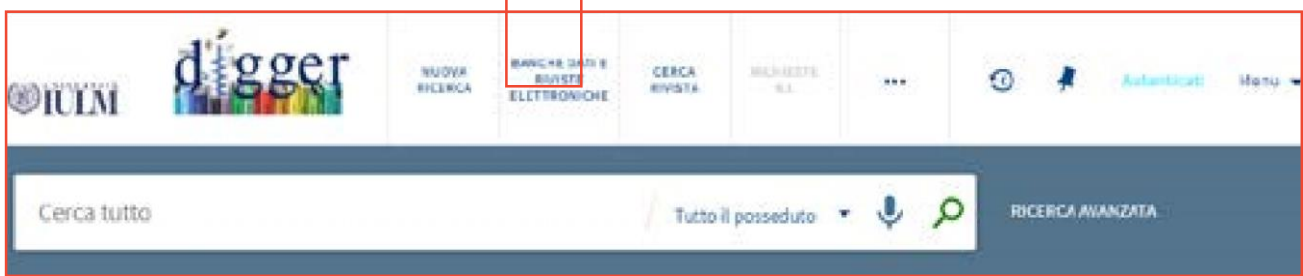 IULM
digger
NUOVA
RICERCA
BANCHE DATI E
RIVISTE
ELETTRONICHE
CERCA
RIVISTA
RICHIESTE
...
Autenticati
Menu
Cerca tutto
Tutto il posseduto
RICERCA AVANZATA